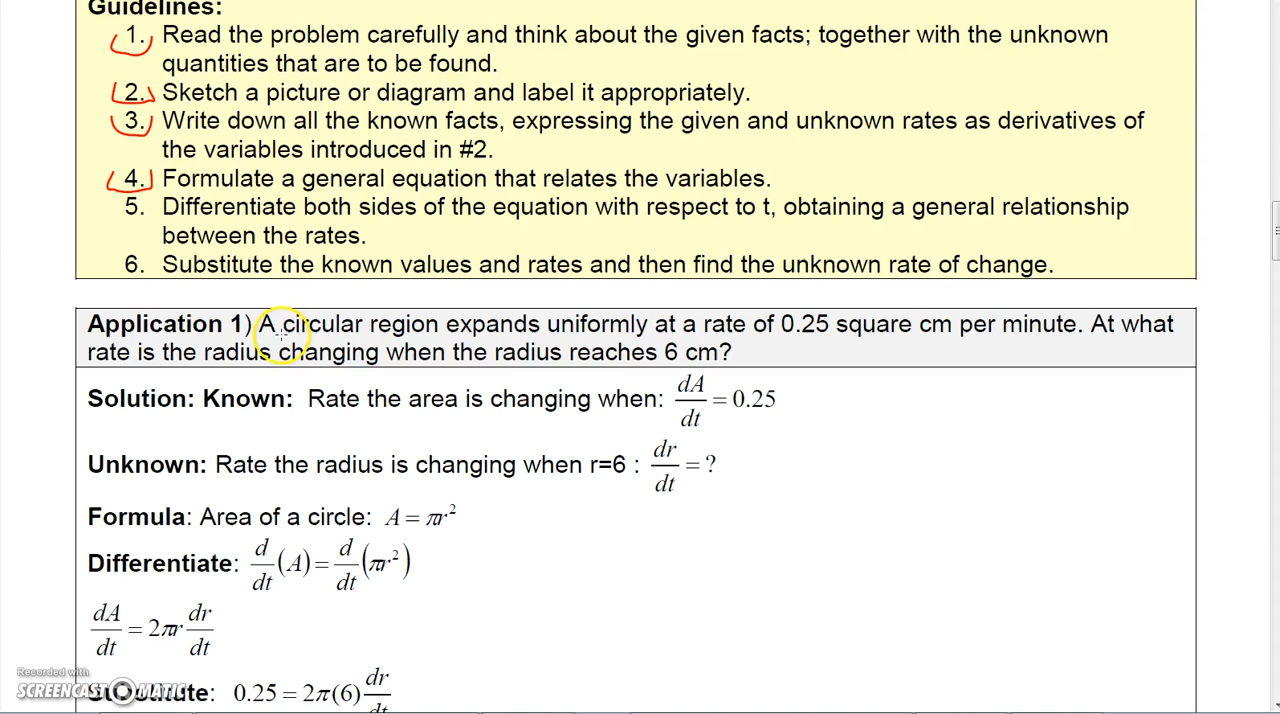 Guidelines:
1. Read the problem carefully and think about the given facts; together with the unknown
quantities that are to be found.
2. Sketch a picture or diagram and label it appropriately.
3. Write down all the known facts, expressing the given and unknown rates as derivatives of
the variables introduced in #2.
4. Formulate a general equation that relates the variables.
5. Differentiate both sides of the equation with respect to t, obtaining a general relationship
between the rates.
6. Substitute the known values and rates and then find the unknown rate of change.
Application 1) A circular region expands uniformly at a rate of 0.25 square cm per minute. At what
rate is the radius changing when the radius reaches 6 cm?
Solution: Known: Rate the area is changing when: dA/dt = 0.25
Unknown: Rate the radius is changing when r=6 : dr/dt = ?
Formula: Area of a circle: A = πr²
Differentiate: d/dt (A) = d/dt (πr²)
dA/dt = 2πr dr/dt
Recorded with
SCREENCAST-O-MATIC
Substitute: 0.25 = 2π(6) dr/dt